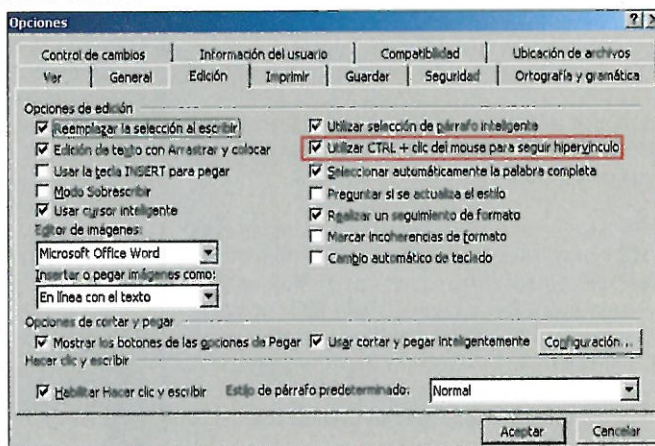 Opciones
Control de cambios Información del usuario Compatibilidad Ubicación de archivos
Ver General Edición Imprimir Guardar Seguridad Ortografía y gramática
Opciones de edición
Reemplazar la selección al escribir
Edición de texto con Arrastrar y colocar
Usar la tecla INSERT para pegar
Modo Sobrescribir
Usar cursor inteligente
Editor de imágenes:
Microsoft Office Word
Insertar o pegar imágenes como:
En línea con el texto
Utilizar selección de párrafo inteligente
Utilizar CTRL + clic del mouse para seguir hipervínculo
Seleccionar automáticamente la palabra completa
Preguntar si se actualiza el estilo
Realizar un seguimiento de formato
Marcar incoherencias de formato
Cambio automático de teclado
Opciones de cortar y pegar
Mostrar los botones de las opciones de Pegar Usar cortar y pegar inteligentemente Configuración...
Hacer clic y escribir
Habilitar Hacer clic y escribir Estilo de párrafo predeterminado: Normal
Aceptar Cancelar